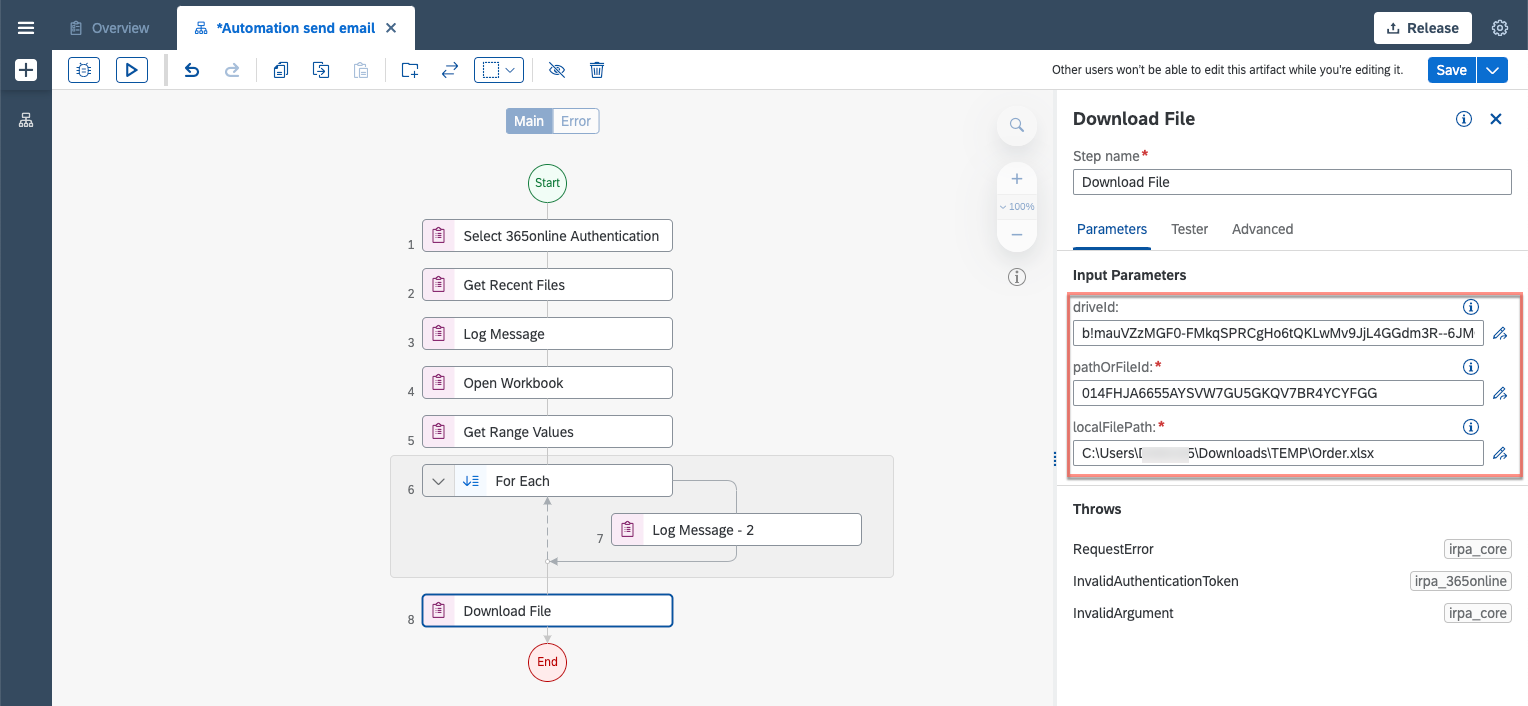 Overview
*Automation send email
Release
Other users won't be able to edit this artifact while you're editing it.
Save
Main
Error
Start
1
Select 365online Authentication
2
Get Recent Files
3
Log Message
4
Open Workbook
5
Get Range Values
6
For Each
7
Log Message - 2
8
Download File
End
100%
Download File
Step name*
Download File
Parameters
Tester
Advanced
Input Parameters
driveId:
b!mauVZzMGF0-FMkqSPRCgHo6tQKLwMv9JjL4GGdm3R--6JM
pathOrFileId:*
014FHJA6655AYSVW7GU5GKQV7BR4YCYFGG
localFilePath:*
C:\Users\ \Downloads\TEMP\Order.xlsx
Throws
RequestError
irpa_core
InvalidAuthenticationToken
irpa_365online
InvalidArgument
irpa_core